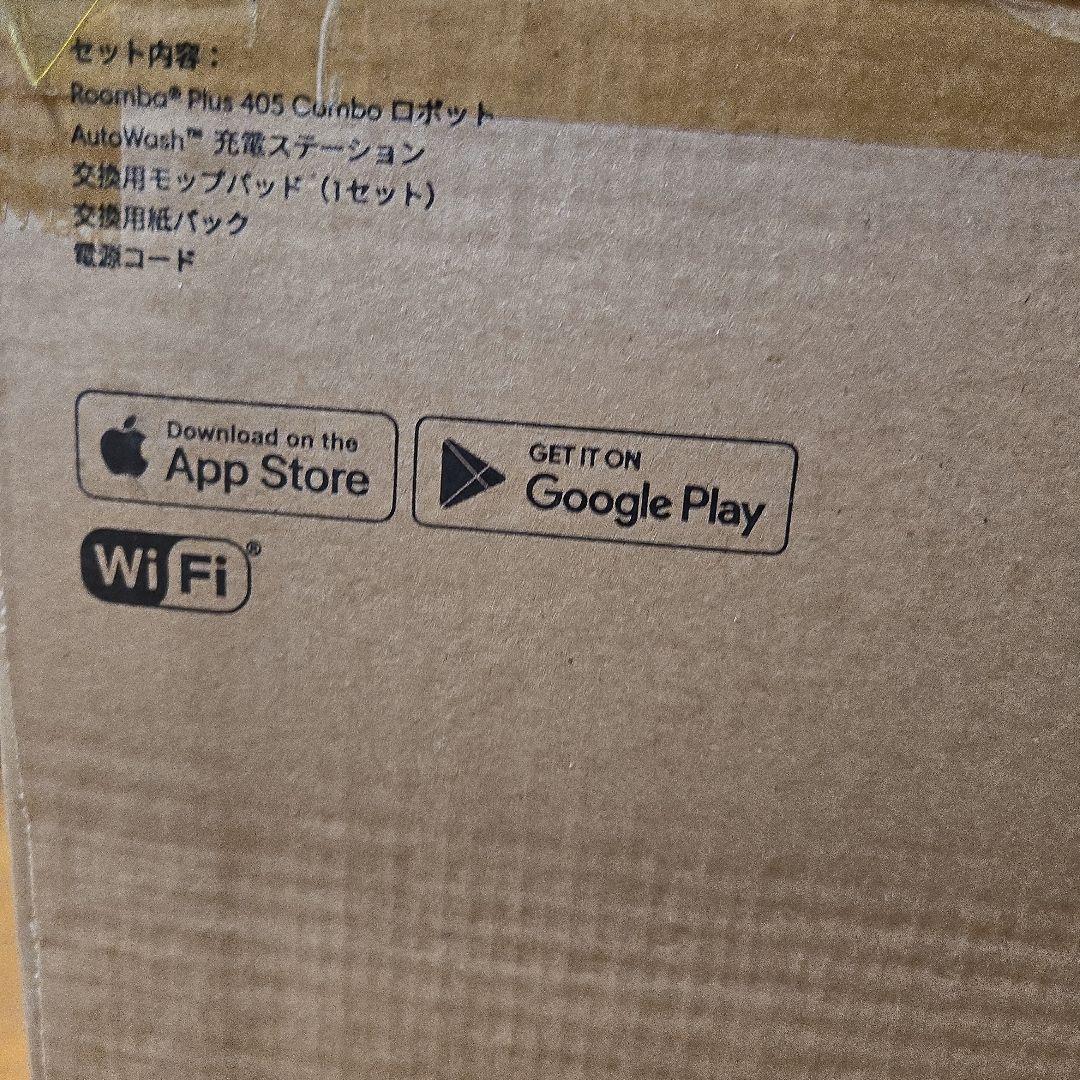 セット内容：
Roomba® Plus 405 Combo ロボット
AutoWash™ 充電ステーション
交換用モップパッド（1セット）
交換用紙パック
電源コード
Download on the
App Store
GET IT ON
Google Play
Wi Fi®